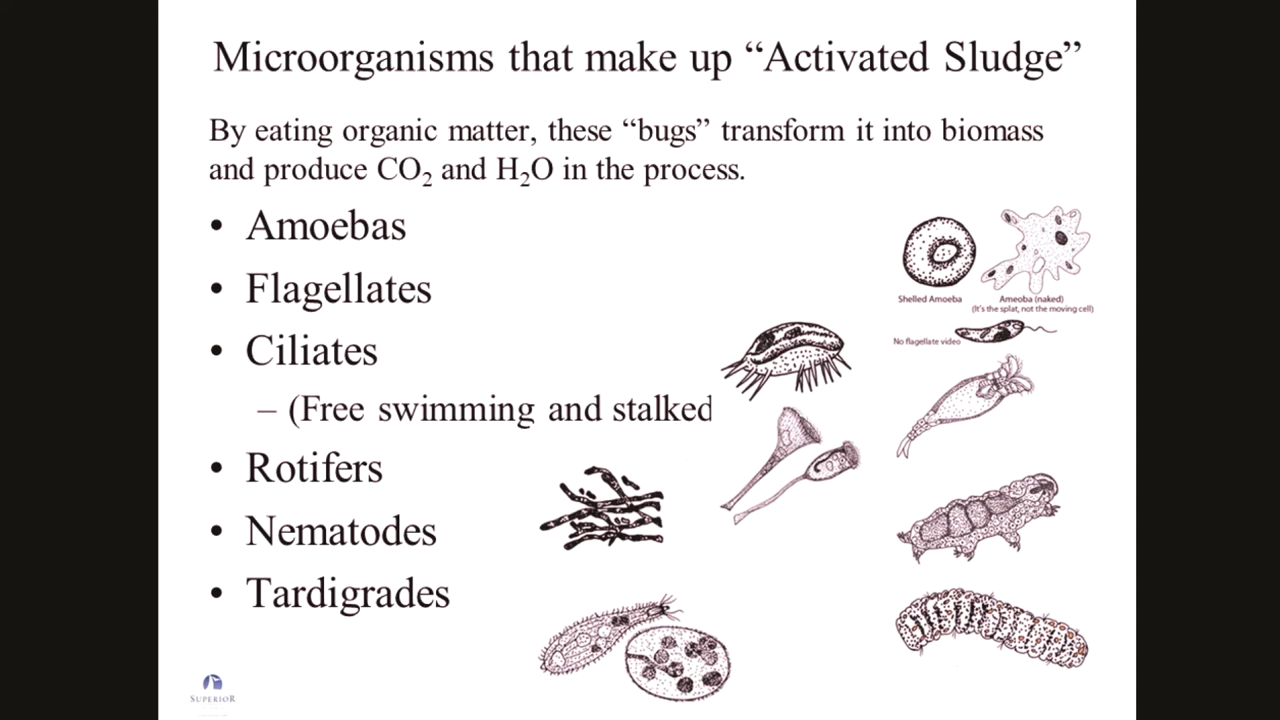 Microorganisms that make up “Activated Sludge”
By eating organic matter, these “bugs” transform it into biomass
and produce CO₂ and H₂O in the process.
• Amoebas
• Flagellates
• Ciliates
– (Free swimming and stalked
• Rotifers
• Nematodes
• Tardigrades
Shelled Amoeba
Ameoba (naked)
(It's the splat, not the moving cell)
No flagellate video
SUPERIOR